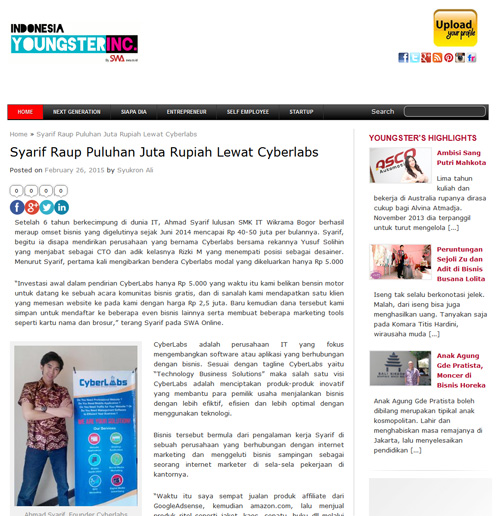 INDONESIA
YOUNGSTERINC.
By SWA
Upload
your profile
HOME NEXT GENERATION SIAPA DIA ENTREPRENEUR SELF EMPLOYEE STARTUP Search
Home » Syarif Raup Puluhan Juta Rupiah Lewat Cyberlabs
Syarif Raup Puluhan Juta Rupiah Lewat Cyberlabs
Posted on February 26, 2015 by Syukron Ali
0 0 0 0
Setelah 6 tahun berkecimpung di dunia IT, Ahmad Syarif lulusan SMK IT Wikrama Bogor berhasil
meraup omset bisnis yang digelutinya sejak Juni 2014 mencapai Rp 40-50 juta per bulannya. Syarif,
begitu ia disapa mendirikan perusahaan yang bernama Cyberlabs bersama rekannya Yusuf Solihin
yang menjabat sebagai CTO dan adik kelasnya Rizki M yang menempati posisi sebagai desainer.
Menurut Syarif, pertama kali mengibarkan bendera Cyberlabs modal yang dikeluarkan hanya Rp 5.000
"Investasi awal dalam pendirian CyberLabs hanya Rp 5.000 yang waktu itu kami belikan bensin motor
untuk datang ke sebuah acara komunitas bisnis gratis, dan di sanalah kami mendapatkan satu klien
yang memesan website ke pada kami dengan harga Rp 2,5 juta. Baru kemudian dana tersebut kami
simpan untuk mendaftar ke beberapa even bisnis lainnya serta membuat beberapa marketing tools
seperti kartu nama dan brosur," terang Syarif pada SWA Online.
CyberLabs
CyberLabs adalah perusahaan IT yang fokus
mengembangkan software atau aplikasi yang berhubungan
dengan bisnis. Sesuai dengan tagline CyberLabs yaitu
"Technology Business Solutions" maka salah satu visi
CyberLabs adalah menciptakan produk-produk inovatif
yang membantu para pemilik usaha menjalankan bisnis
dengan lebih efektif, efisien dan lebih optimal dengan
menggunakan teknologi.
Bisnis tersebut bermula dari pengalaman kerja Syarif di
sebuah perusahaan yang berhubungan dengan internet
marketing dan menggeluti bisnis sampingan sebagai
seorang internet marketer di sela-sela pekerjaan di
kantornya.
"Waktu itu saya sempat jualan produk affiliate dari
GoogleAdsense, kemudian amazon.com, lalu menjual
Ahmad Syarif, Founder Cyberlabs
YOUNGSTER'S HIGHLIGHTS
ASCO
Automotive
Ambisi Sang
Putri Mahkota
Lima tahun
kuliah dan
bekerja di Australia rupanya dirasa
cukup bagi Alvina Atmadja.
November 2013 dia terpanggil
untuk turut mengelola [...]
Peruntungan
Sejoli Zu dan
Adit di Bisnis
Busana Lolita
Iseng tak selalu berkonotasi jelek.
Malah, dari iseng bisa juga
menghasilkan uang. Tanyakan saja
pada Komara Titis Hardini,
wirausaha muda [...]
Anak Agung
Gde Pratista,
Moncer di
Bisnis Horeka
Anak Agung Gde Pratista boleh
dibilang merupakan tipikal anak
kosmopolitan. Lahir dan
menghabiskan masa remajanya di
Jakarta, lalu menyelesaikan
pendidikan [...]